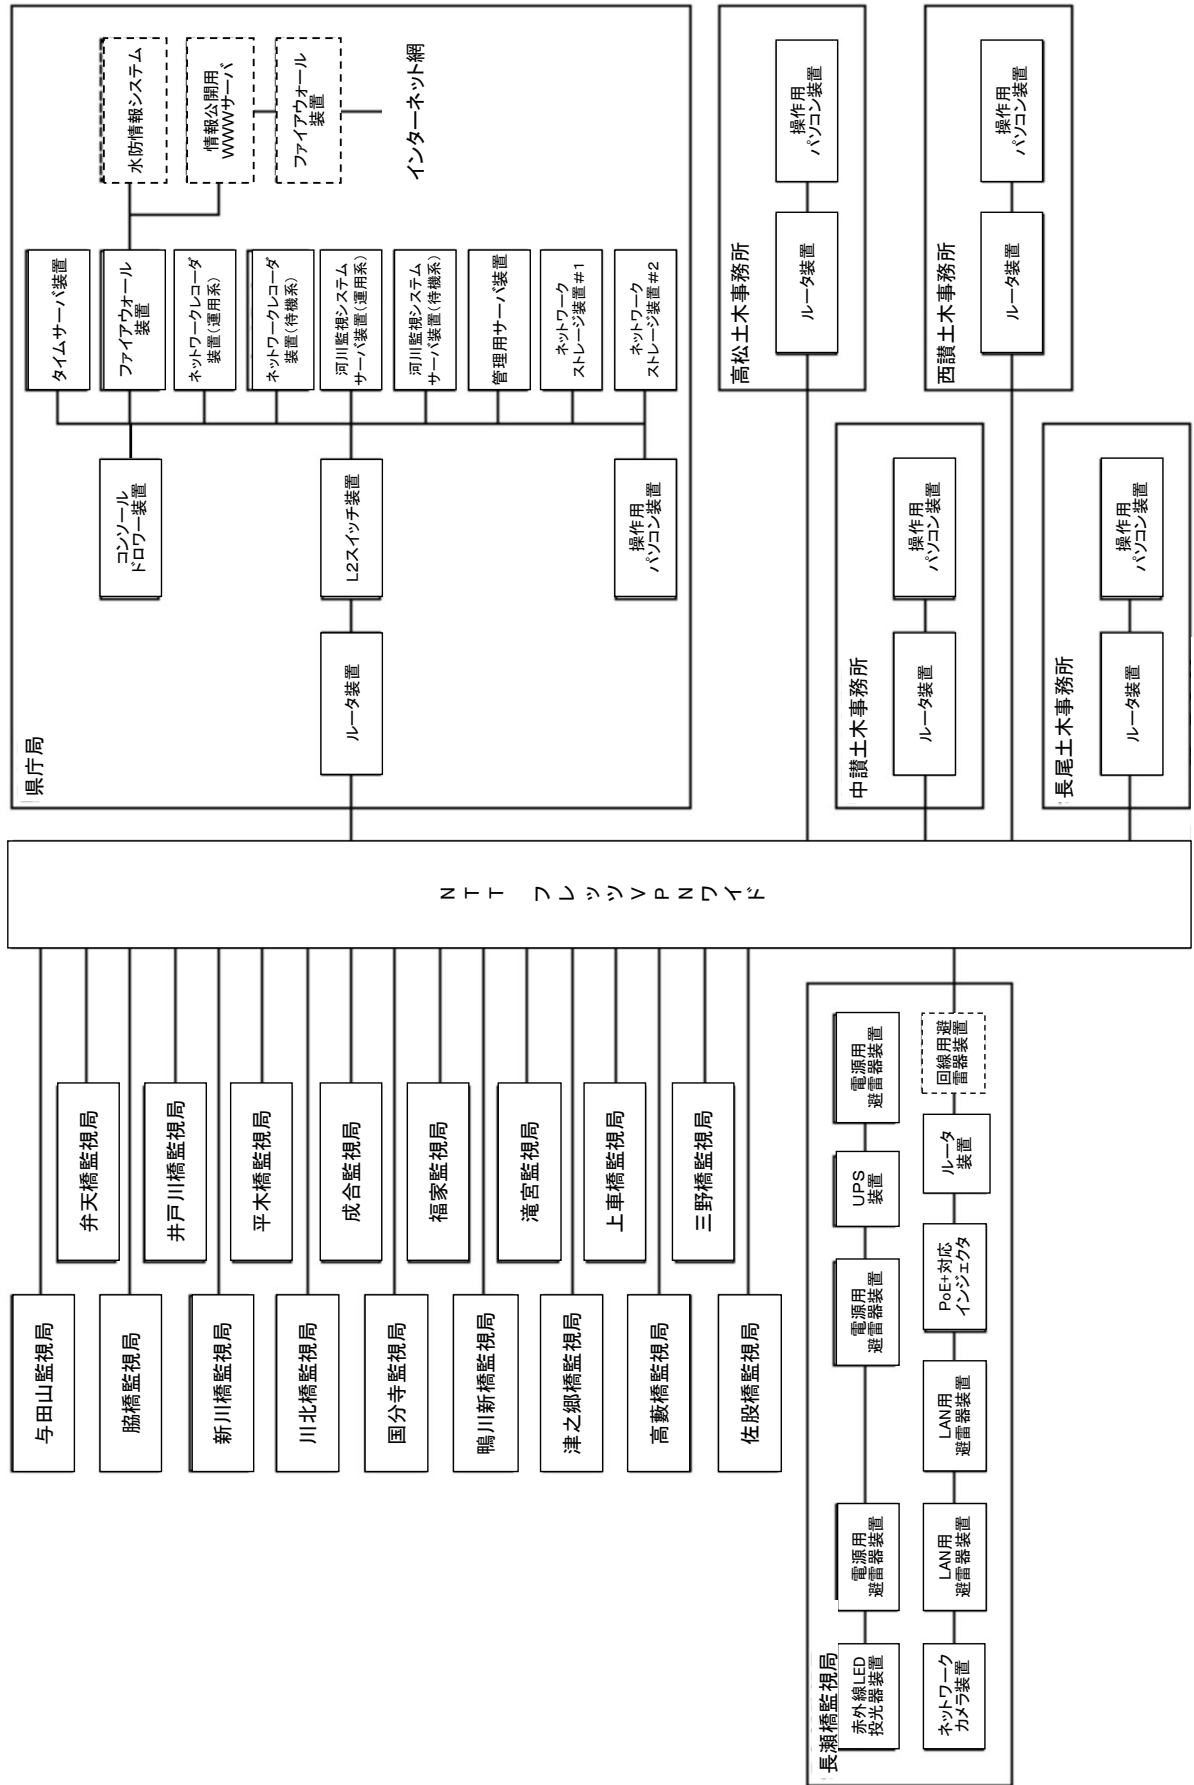 県庁局
水防情報システム
情報公開用
WWWサーバ
ファイアウォール
装置
インターネット網
タイムサーバ装置
ファイアウォール
装置
ネットワークレコーダ
装置(運用系)
ネットワークレコーダ
装置(待機系)
河川監視システム
サーバ装置(運用系)
河川監視システム
サーバ装置(待機系)
管理用サーバ装置
ネットワーク
ストレージ装置#1
ネットワーク
ストレージ装置#2
コンソール
ドロワー装置
L2スイッチ装置
操作用
パソコン装置
ルータ装置
高松土木事務所
操作用
パソコン装置
ルータ装置
西讃土木事務所
操作用
パソコン装置
ルータ装置
中讃土木事務所
操作用
パソコン装置
ルータ装置
長尾土木事務所
操作用
パソコン装置
ルータ装置
NTT フレッツVPNワイド
弁天橋監視局
井戸川橋監視局
平木橋監視局
成合監視局
福家監視局
滝宮監視局
上車橋監視局
三野橋監視局
与田山監視局
脇橋監視局
新川橋監視局
川北橋監視局
国分寺監視局
鴨川新橋監視局
津之郷橋監視局
高藪橋監視局
佐股橋監視局
長瀬橋監視局
赤外線LED
投光器装置
電源用
避雷器装置
電源用
避雷器装置
UPS
装置
電源用
避雷器装置
ネットワーク
カメラ装置
LAN用
避雷器装置
LAN用
避雷器装置
PoE+対応
インジェクタ
ルータ
装置
回線用避
雷器装置